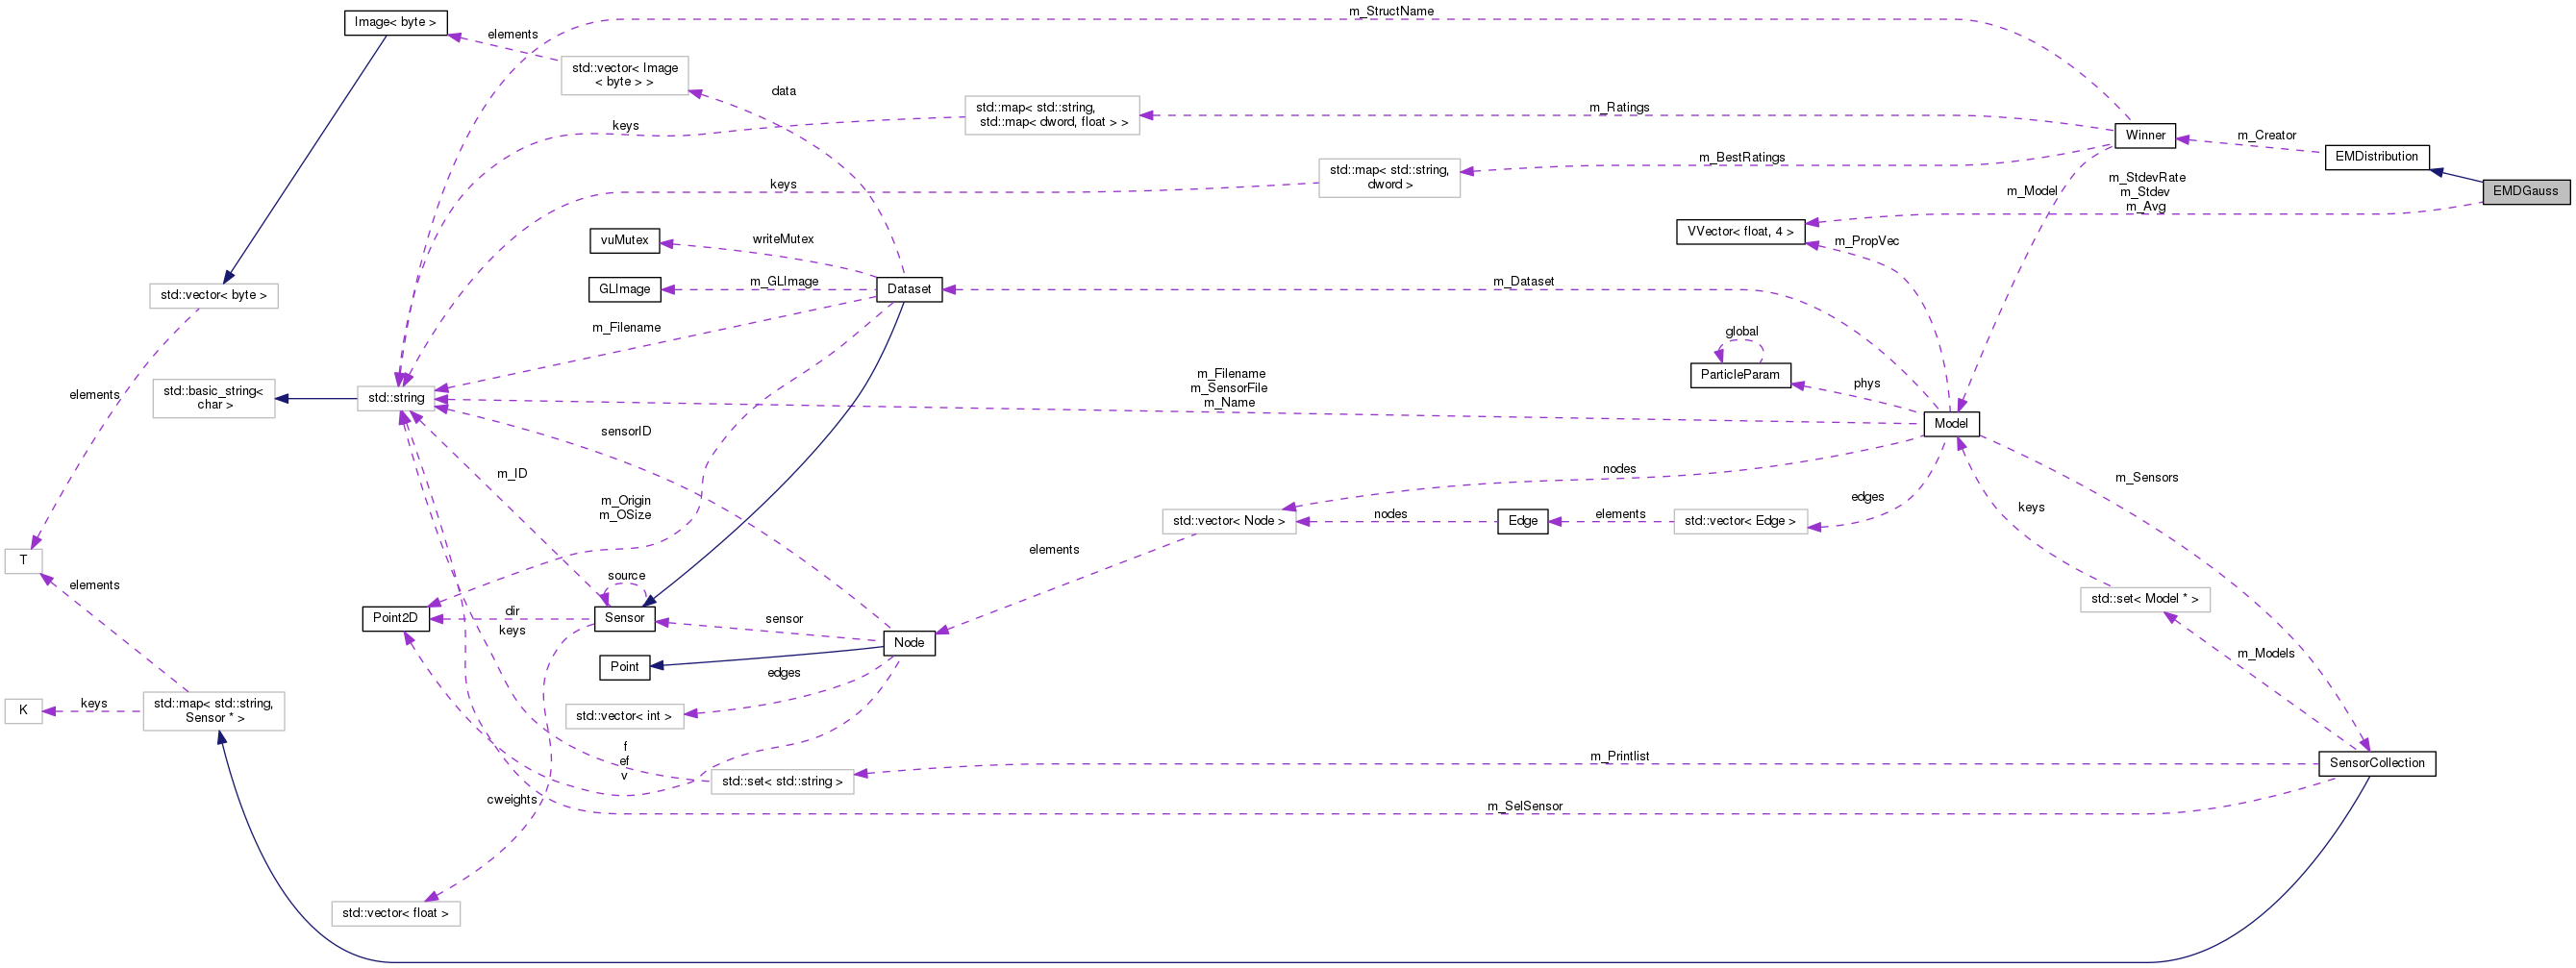 Image< byte >
m_StructName
elements
std::vector< Image
< byte > >
data
std::map< std::string,
std::map< dword, float > >
m_Ratings
keys
Winner
m_Creator
EMDistribution
m_BestRatings
std::map< std::string,
dword >
keys
m_Model
m_StdevRate
m_Stdev
m_Avg
EMDGauss
vuMutex
writeMutex
VVector< float, 4 >
m_PropVec
std::vector< byte >
GLImage
m_GLImage
Dataset
m_Dataset
m_Filename
global
ParticleParam
phys
elements
std::basic_string<
char >
std::string
m_Filename
m_SensorFile
m_Name
Model
sensorID
m_ID
nodes
m_Sensors
m_Origin
m_OSize
edges
keys
std::vector< Node >
nodes
Edge
elements
std::vector< Edge >
elements
T
elements
source
std::set< Model * >
Point2D
dir
Sensor
sensor
keys
Node
Point
m_Models
edges
K
keys
std::map< std::string,
Sensor * >
std::vector< int >
f
ef
v
m_Printlist
SensorCollection
std::set< std::string >
cweights
m_SelSensor
std::vector< float >